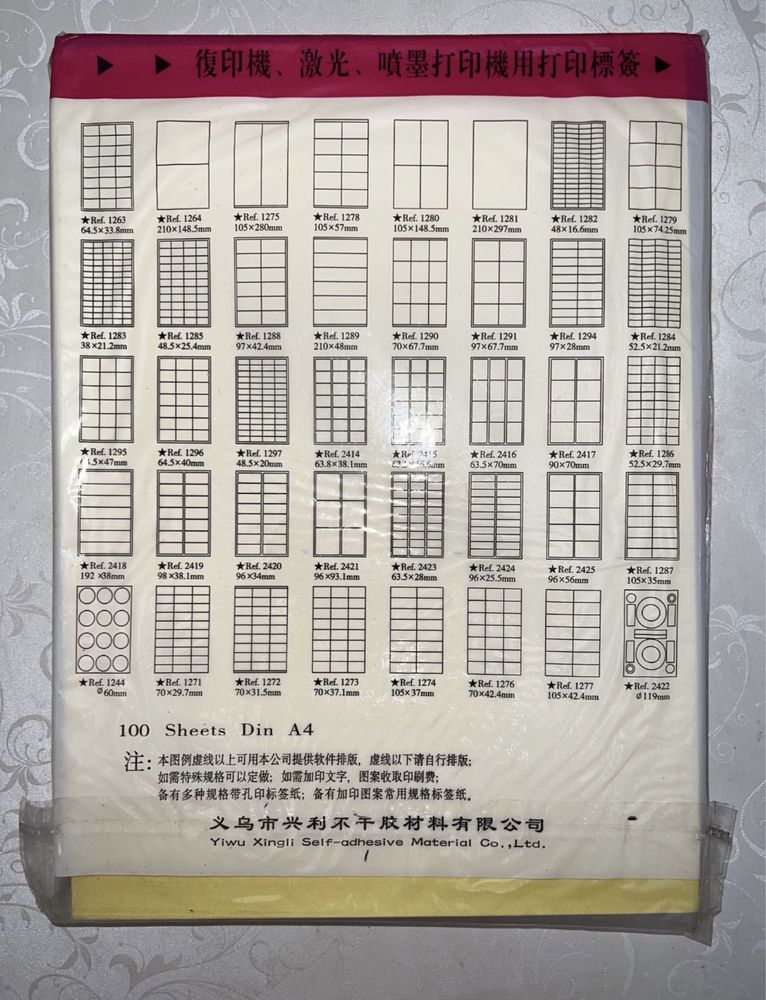 ▶ ▶ 復印機、激光、噴墨打印機用打印標簽 ▶
★Ref. 1263 ★Ref. 1264 ★Ref. 1275 ★Ref. 1278 ★Ref. 1280 ★Ref. 1281 ★Ref. 1282 ★Ref. 1279
64.5×33.8mm 210×148.5mm 105×280mm 105×57mm 105×148.5mm 210×297mm 48×16.6mm 105×74.25mm
★Ref. 1283 ★Ref. 1285 ★Ref. 1288 ★Ref. 1289 ★Ref. 1290 ★Ref. 1291 ★Ref. 1294 ★Ref. 1284
38×21.2mm 48.5×25.4mm 97×42.4mm 210×48mm 70×67.7mm 97×67.7mm 97×28mm 52.5×21.2mm
★Ref. 1295 ★Ref. 1296 ★Ref. 1297 ★Ref. 2414 ★Ref. 2415 ★Ref. 2416 ★Ref. 2417 ★Ref. 1286
64.5×40mm 48.5×20mm 63.8×38.1mm 63.5×70mm 90×70mm 52.5×29.7mm
★Ref. 2418 ★Ref. 2419 ★Ref. 2420 ★Ref. 2421 ★Ref. 2423 ★Ref. 2424 ★Ref. 2425 ★Ref. 1287
192 ×38mm 98×38.1mm 96×34mm 96×93.1mm 63.5×28mm 96×25.5mm 96×56mm 105×35mm
★Ref. 1244 ★Ref. 1271 ★Ref. 1272 ★Ref. 1273 ★Ref. 1274 ★Ref. 1276 ★Ref. 1277 ★Ref. 2422
Ø60mm 70×29.7mm 70×31.5mm 70×37.1mm 105×37mm 70×42.4mm 105×42.4mm Ø119mm
100 Sheets Din A4
注: 本图例虚线以上可用本公司提供软件排版，虚线以下请自行排版;
如需特殊规格可以定做; 如需加印文字，图案收取印刷费;
备有多种规格带孔印标签纸; 备有加印图案常用规格标签纸。
义乌市兴利不干胶材料有限公司
Yiwu Xingli Self-adhesive Material Co.,Ltd.